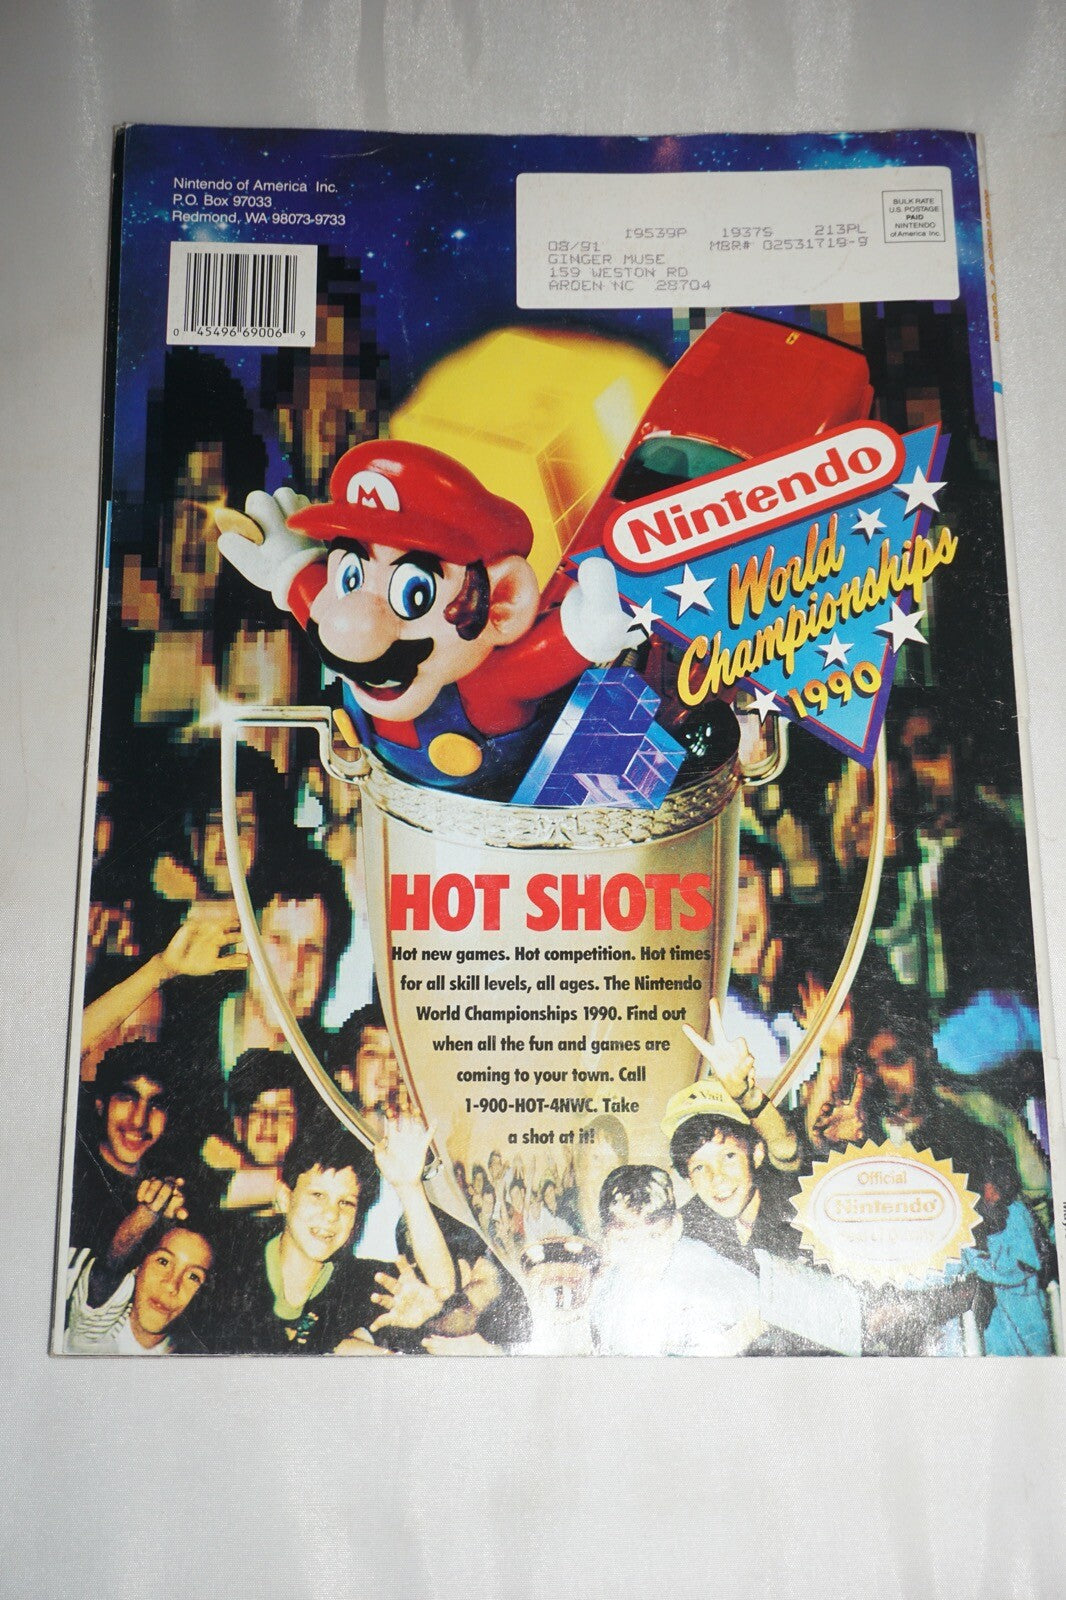 Nintendo of America Inc.
P.O. Box 97033
Redmond, WA 98073-9733
0 45496 69006 9
BULK RATE
U.S. POSTAGE
PAID
NINTENDO
of America Inc.
19539P 1937S 213PL
08/91 MBR# 02531719-9
GINGER MUSE
159 WESTON RD
ARDEN NC 28704
M
Nintendo
World
Championships
1990
HOT SHOTS
Hot new games. Hot competition. Hot times
for all skill levels, all ages. The Nintendo
World Championships 1990. Find out
when all the fun and games are
coming to your town. Call
1-900-HOT-4NWC. Take
a shot at it!
Vail
Official
Nintendo